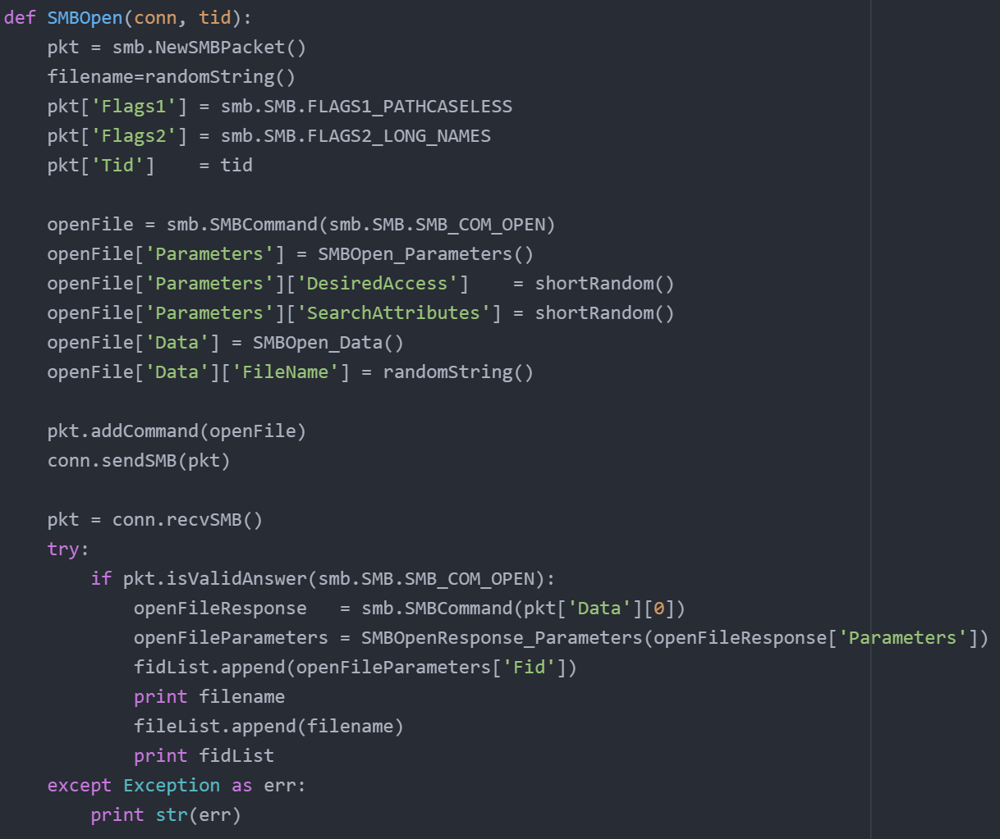 def SMBOpen(conn, tid):
    pkt = smb.NewSMBPacket()
    filename=randomString()
    pkt['Flags1'] = smb.SMB.FLAGS1_PATHCASELESS
    pkt['Flags2'] = smb.SMB.FLAGS2_LONG_NAMES
    pkt['Tid']    = tid

    openFile = smb.SMBCommand(smb.SMB.SMB_COM_OPEN)
    openFile['Parameters'] = SMBOpen_Parameters()
    openFile['Parameters']['DesiredAccess']    = shortRandom()
    openFile['Parameters']['SearchAttributes'] = shortRandom()
    openFile['Data'] = SMBOpen_Data()
    openFile['Data']['FileName'] = randomString()

    pkt.addCommand(openFile)
    conn.sendSMB(pkt)

    pkt = conn.recvSMB()
    try:
        if pkt.isValidAnswer(smb.SMB.SMB_COM_OPEN):
            openFileResponse   = smb.SMBCommand(pkt['Data'][0])
            openFileParameters = SMBOpenResponse_Parameters(openFileResponse['Parameters'])
            fidList.append(openFileParameters['Fid'])
            print filename
            fileList.append(filename)
            print fidList
    except Exception as err:
        print str(err)